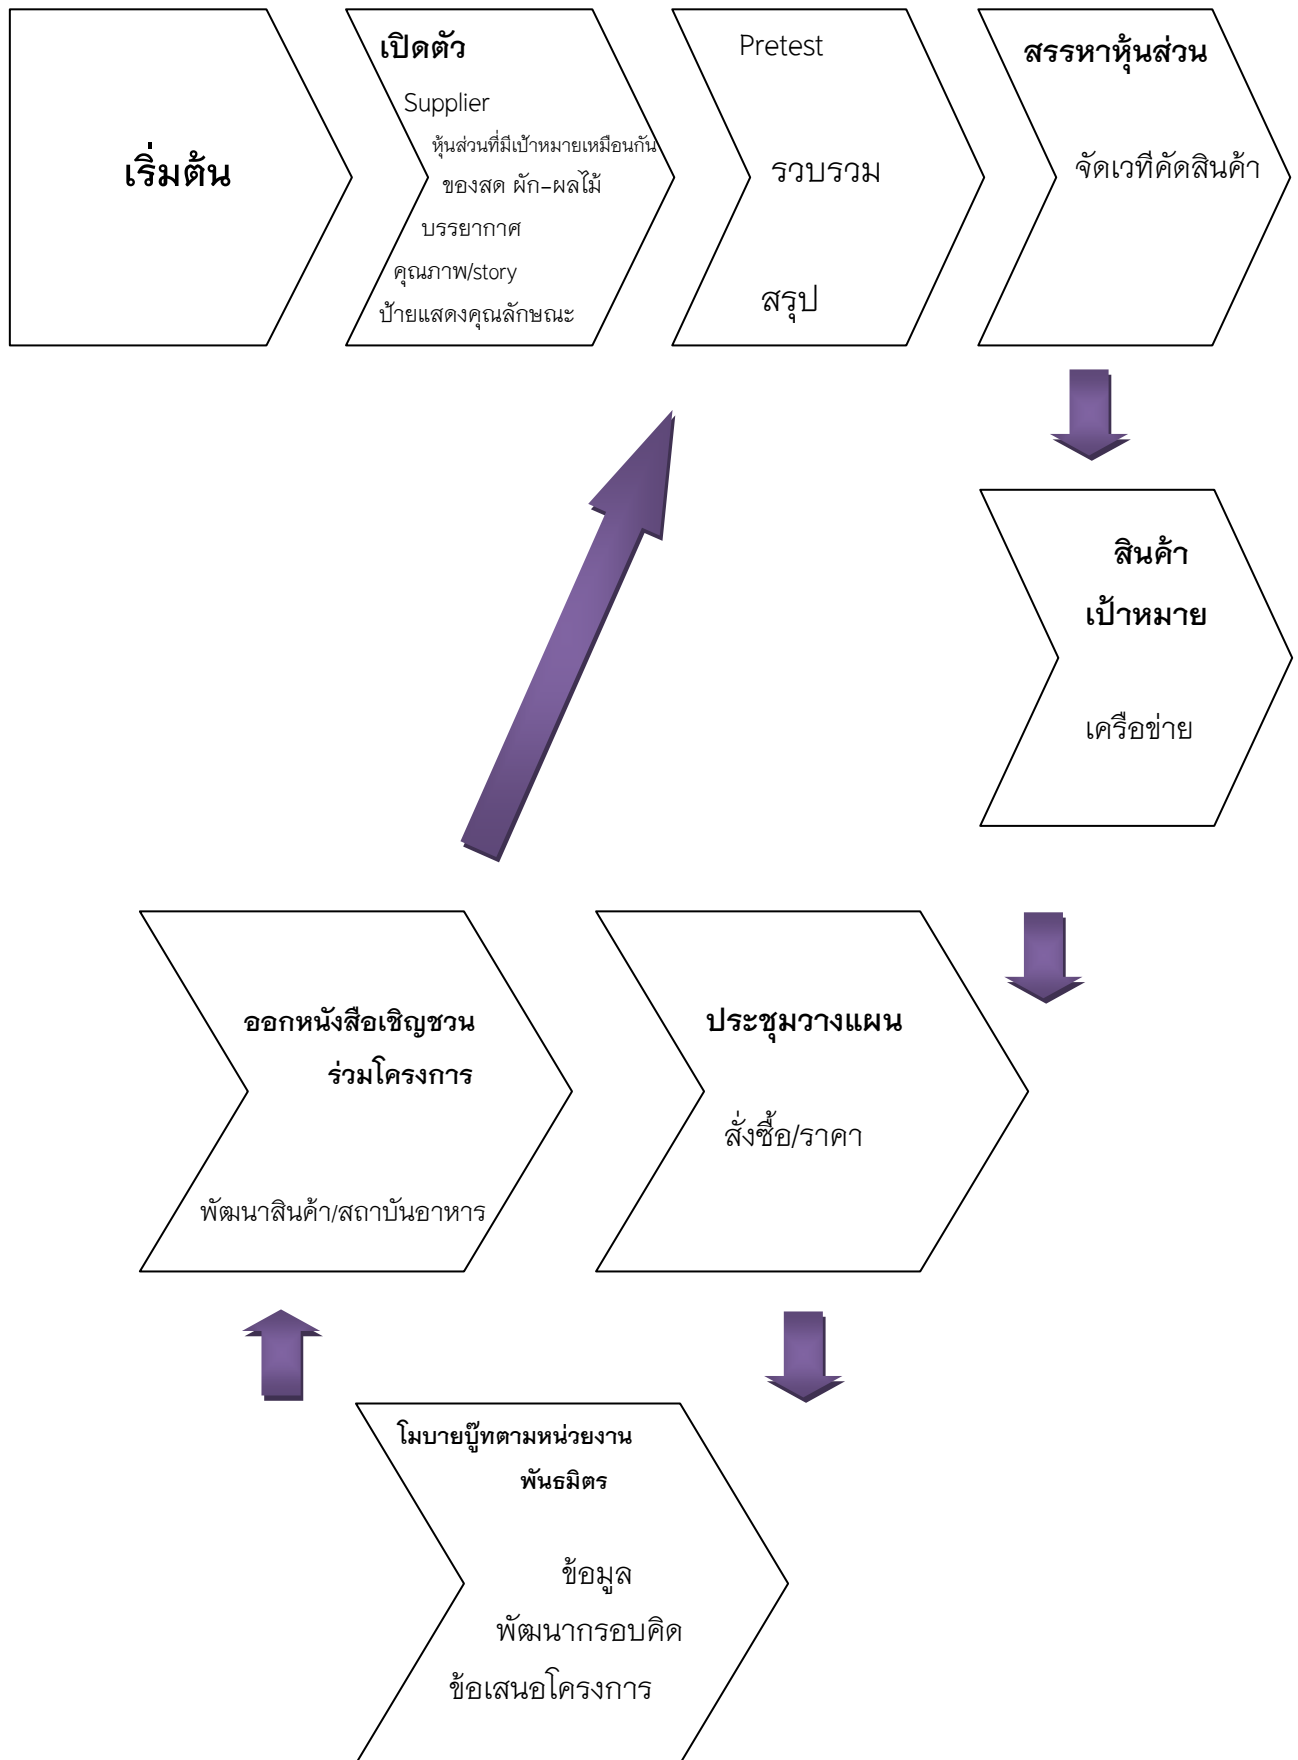 เริ่มต้น
เปิดตัว
Supplier
หุ้นส่วนที่มีเป้าหมายเหมือนกัน
ของสด ผัก-ผลไม้
บรรยากาศ
คุณภาพ/story
ป้ายแสดงคุณลักษณะ
Pretest
รวบรวม
สรุป
สรรหาหุ้นส่วน
จัดเวทีคัดสินค้า
สินค้า
เป้าหมาย
เครือข่าย
ประชุมวางแผน
สั่งซื้อ/ราคา
โมบายบู๊ทตามหน่วยงาน
พันธมิตร
ข้อมูล
พัฒนากรอบคิด
ข้อเสนอโครงการ
ออกหนังสือเชิญชวน
ร่วมโครงการ
พัฒนาสินค้า/สถาบันอาหาร